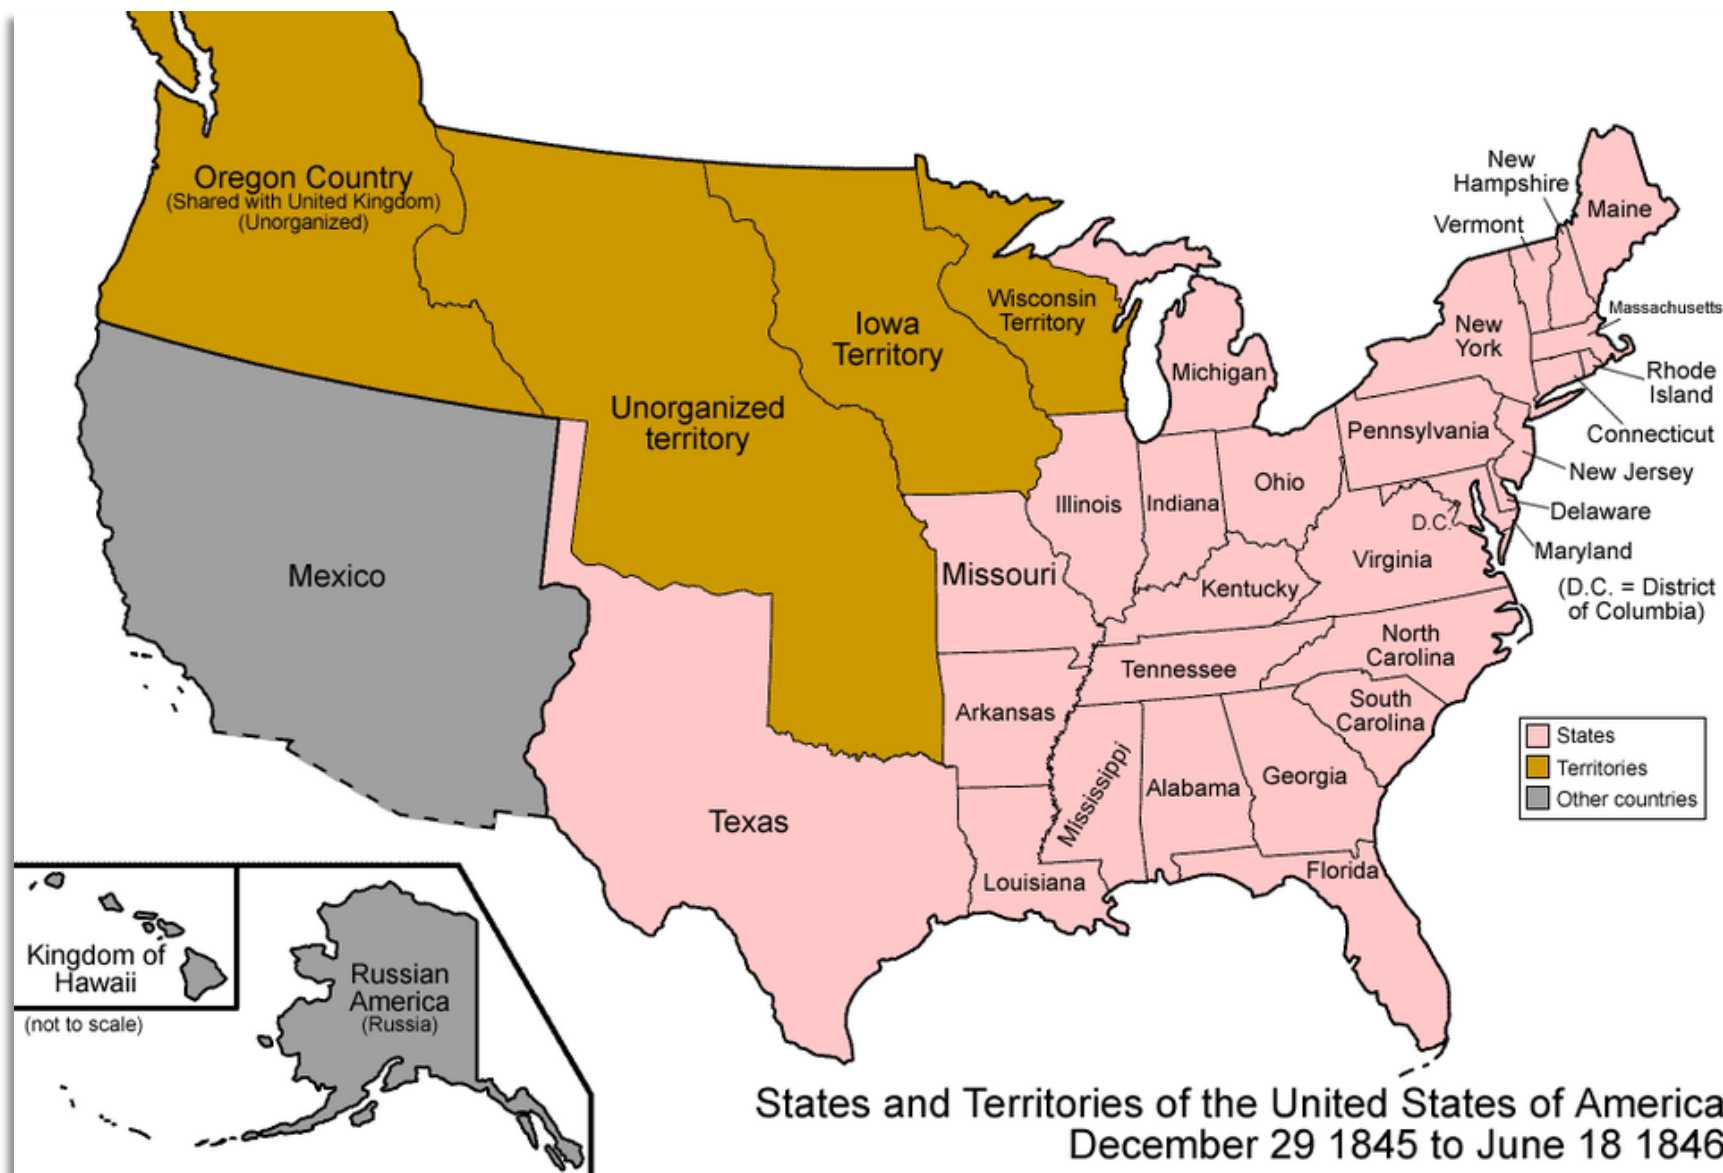 Oregon Country
(Shared with United Kingdom)
(Unorganized)
Unorganized
territory
Iowa
Territory
Wisconsin
Territory
Michigan
New
Hampshire
Vermont
Maine
Massachusetts
New
York
Rhode
Island
Connecticut
Pennsylvania
New Jersey
Delaware
Maryland
(D.C. = District
of Columbia)
D.C.
Ohio
Indiana
Illinois
Virginia
Kentucky
Missouri
Mexico
North
Carolina
Tennessee
South
Carolina
Arkansas
Mississippi
Alabama
Georgia
Texas
Louisiana
Florida
States
Territories
Other countries
Kingdom of
Hawaii
(not to scale)
Russian
America
(Russia)
States and Territories of the United States of America
December 29 1845 to June 18 1846